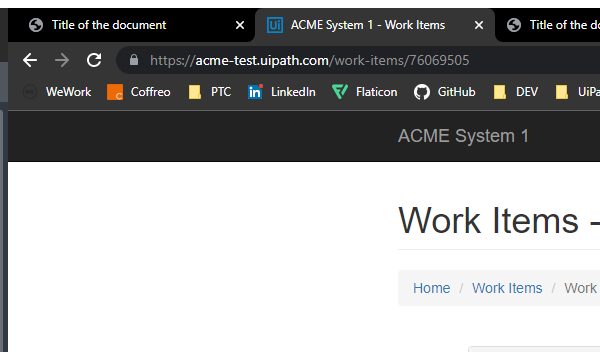 Title of the document ACME System 1 - Work Items Title of the do
https://acme-test.uipath.com/work-items/76069505
WeWork Coffreo PTC LinkedIn Flaticon GitHub DEV UiPa
ACME System 1
Work Items -
Home / Work Items / Work